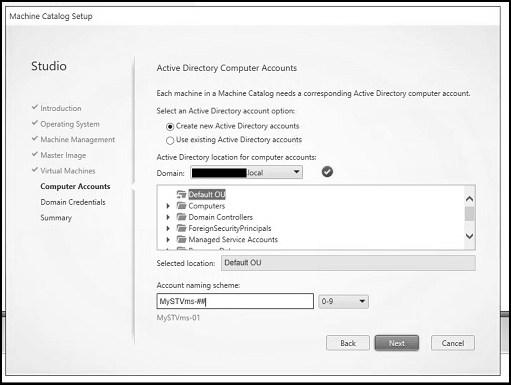 Machine Catalog Setup
Studio
Introduction
Operating System
Machine Management
Master Image
Virtual Machines
Computer Accounts
Domain Credentials
Summary
Active Directory Computer Accounts
Each machine in a Machine Catalog needs a corresponding Active Directory computer account.
Select an Active Directory account option:
Create new Active Directory accounts
Use existing Active Directory accounts
Active Directory location for computer accounts:
Domain: .local
Default OU
Computers
Domain Controllers
ForeignSecurityPrincipals
Managed Service Accounts
Selected location: Default OU
Account naming scheme:
MySTVms-## 0-9
MySTVms-01
Back Next Cancel